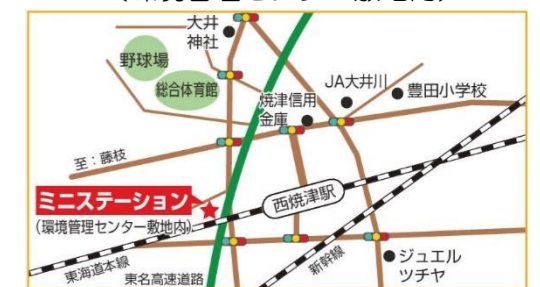 大井
神社
野球場
総合体育館
JA大井川
豊田小学校
焼津信用
金庫
至：藤枝
ミニステーション
(環境管理センター敷地内)
西焼津駅
東海道本線
東名高速道路
新幹線
ジュエル
ツチヤ